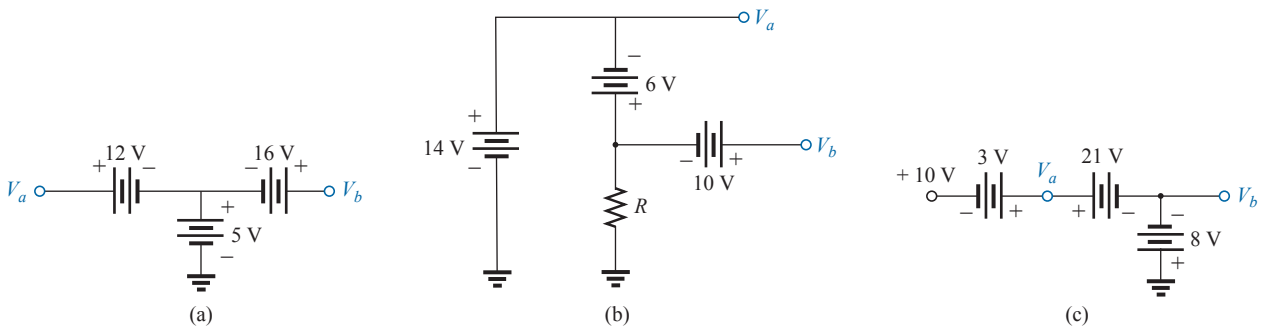 + 12 V −
− 16 V +
V_a
V_b
+
5 V
−
(a)
V_a
−
6 V
+
+
14 V
−
− +
10 V
V_b
R
(b)
+ 10 V
3 V
− +
V_a
21 V
+ −
V_b
−
8 V
+
(c)